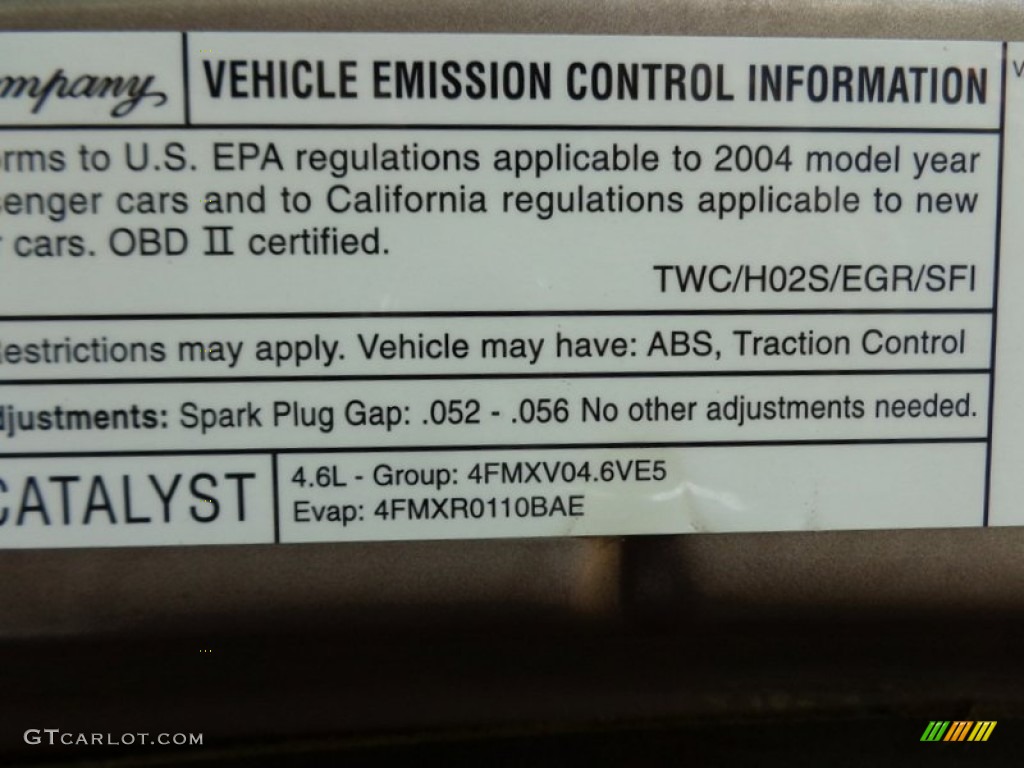 ompany
VEHICLE EMISSION CONTROL INFORMATION
rms to U.S. EPA regulations applicable to 2004 model year
enger cars and to California regulations applicable to new
cars. OBD II certified.
TWC/H02S/EGR/SFI
estrictions may apply. Vehicle may have: ABS, Traction Control
djustments: Spark Plug Gap: .052 - .056 No other adjustments needed.
CATALYST
4.6L - Group: 4FMXV04.6VE5
Evap: 4FMXR0110BAE
GTCARLOT.COM